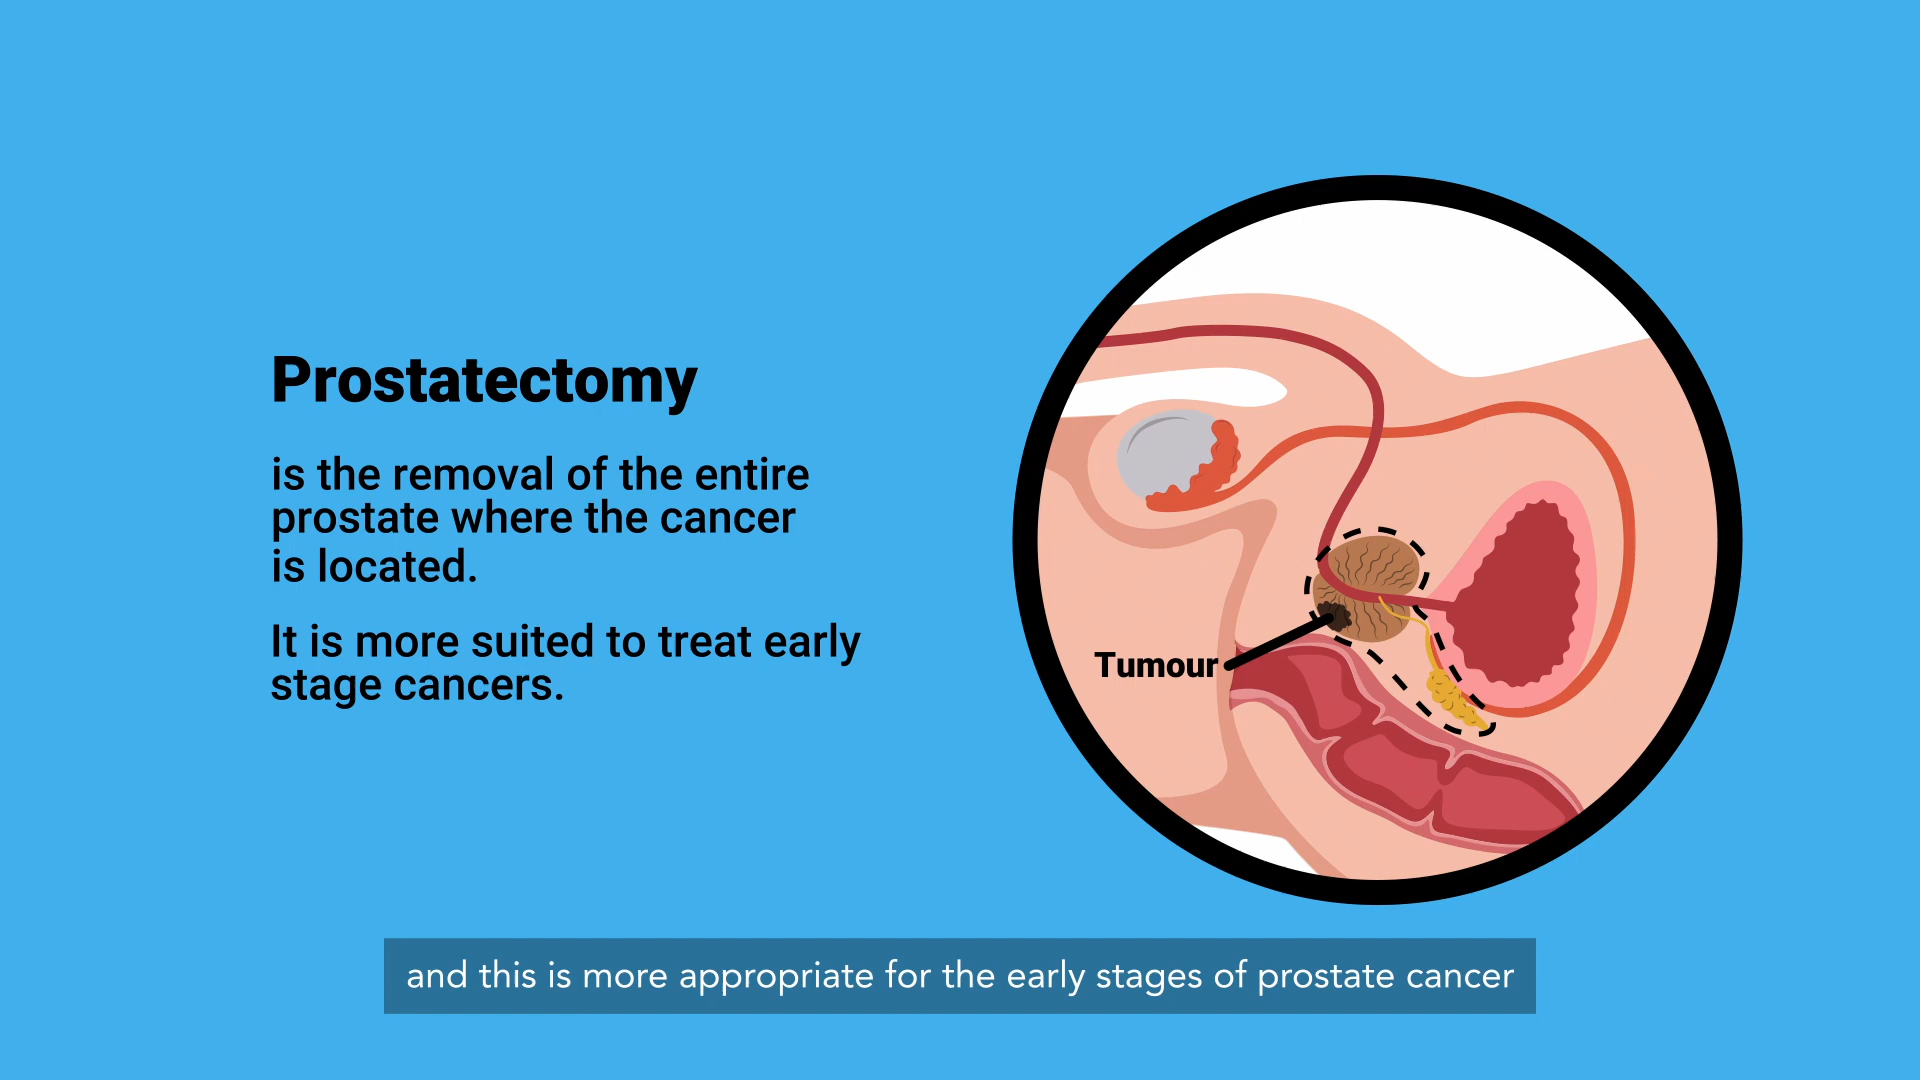 Prostatectomy
is the removal of the entire
prostate where the cancer
is located.
It is more suited to treat early
stage cancers.
Tumour
and this is more appropriate for the early stages of prostate cancer